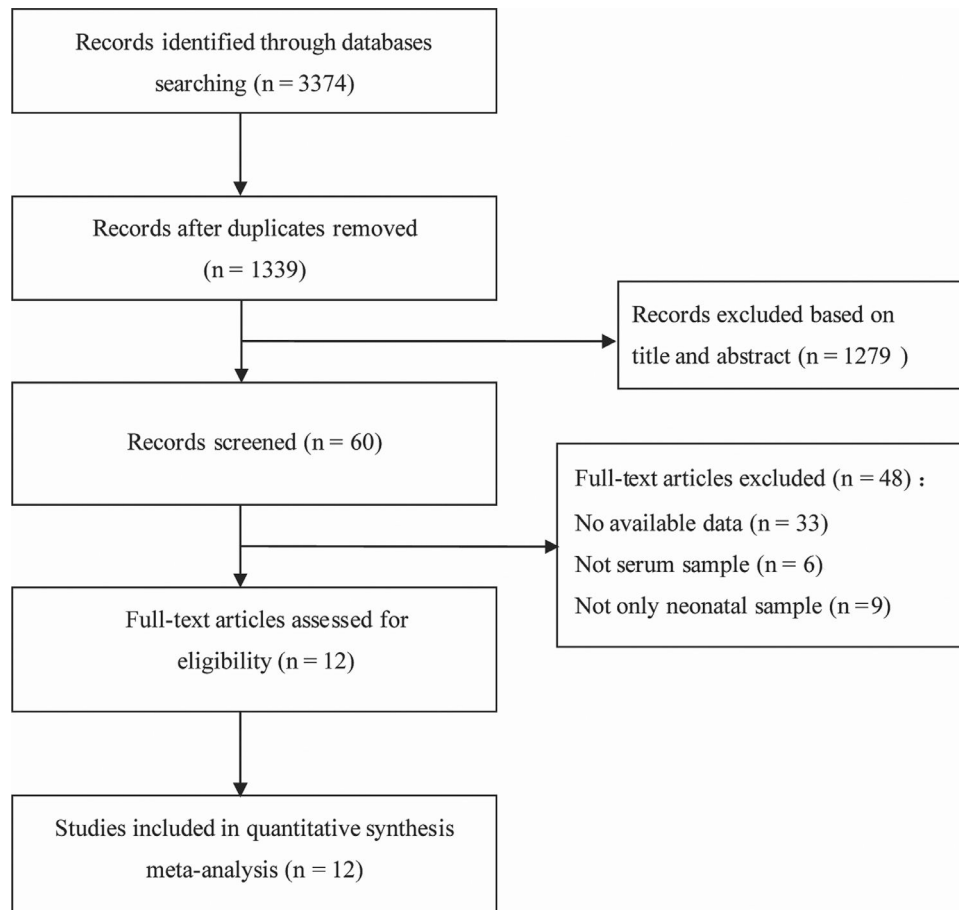 Records identified through databases
searching (n = 3374)
Records after duplicates removed
(n = 1339)
Records excluded based on
title and abstract (n = 1279 )
Records screened (n = 60)
Full-text articles excluded (n = 48) :
No available data (n = 33)
Not serum sample (n = 6)
Not only neonatal sample (n =9)
Full-text articles assessed for
eligibility (n = 12)
Studies included in quantitative synthesis
meta-analysis (n = 12)